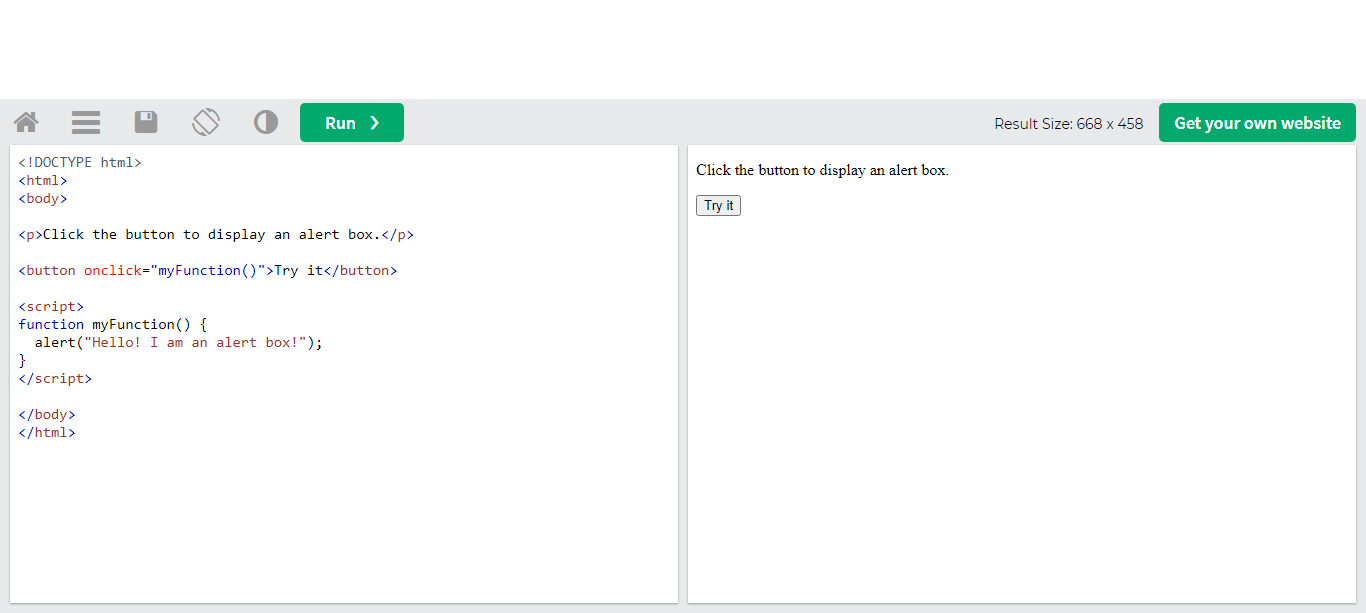 Run ❯
Result Size: 668 x 458
Get your own website
<!DOCTYPE html>
<html>
<body>
<p>Click the button to display an alert box.</p>
<button onclick="myFunction()">Try it</button>
<script>
function myFunction() {
  alert("Hello! I am an alert box!");
}
</script>
</body>
</html>
Click the button to display an alert box.
Try it